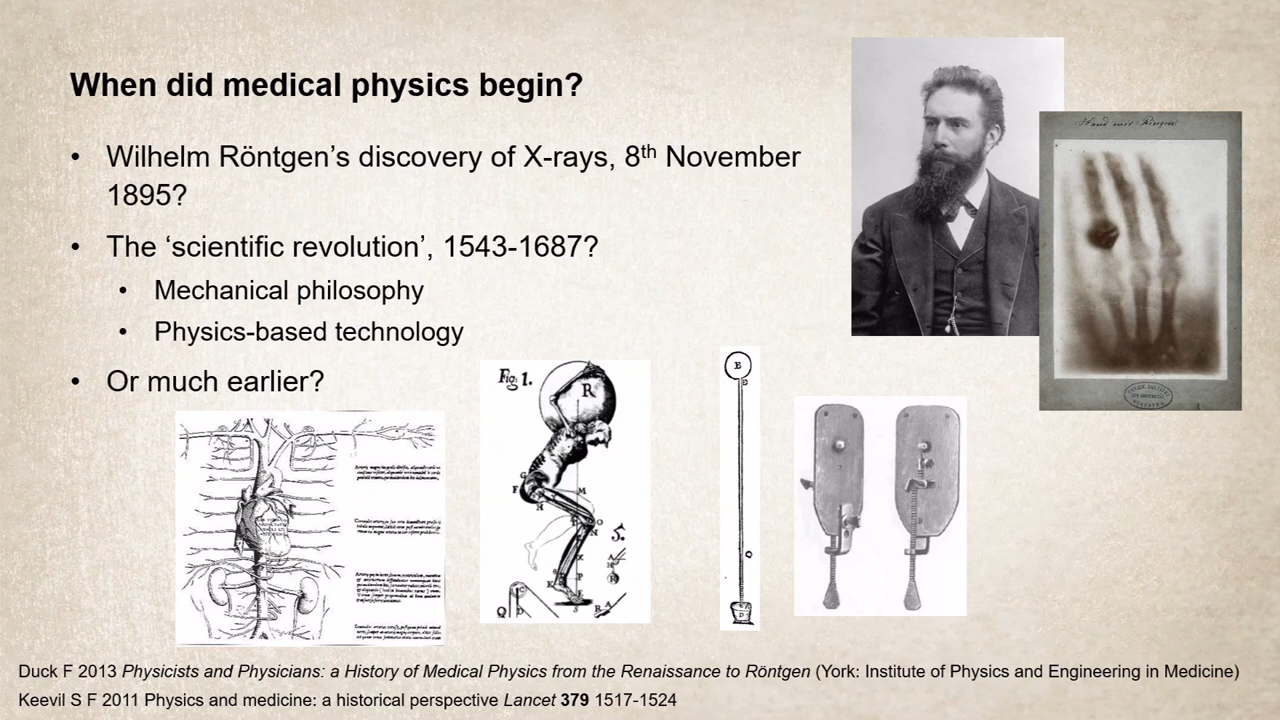 When did medical physics begin?
• Wilhelm Röntgen’s discovery of X-rays, 8th November
1895?
• The ‘scientific revolution’, 1543-1687?
• Mechanical philosophy
• Physics-based technology
• Or much earlier?
Hand mit Ringen
Fig: 1.
R
G
F
M
H
O
N
S.
X
K
P
S
Q
D
R
A
B
D
Duck F 2013 Physicists and Physicians: a History of Medical Physics from the Renaissance to Röntgen (York: Institute of Physics and Engineering in Medicine)
Keevil S F 2011 Physics and medicine: a historical perspective Lancet 379 1517-1524